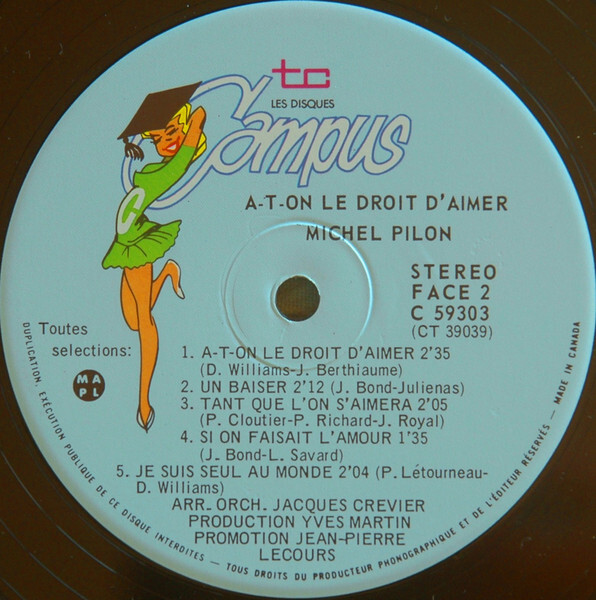 tc
LES DISQUES
Campus
C
A-T-ON LE DROIT D'AIMER
MICHEL PILON
STEREO
FACE 2
C 59303
(CT 39039)
Toutes
selections:
MAPL
1. A-T-ON LE DROIT D'AIMER 2'35
(D. Williams-J. Berthiaume)
2. UN BAISER 2'12 (J. Bond-Julienas)
3. TANT QUE L'ON S'AIMERA 2'05
(P. Cloutier-P. Richard-J. Royal)
4. SI ON FAISAIT L'AMOUR 1'35
(J. Bond-L. Savard)
5. JE SUIS SEUL AU MONDE 2'04 (P. Létourneau-
D. Williams)
ARR. ORCH. JACQUES CREVIER
PRODUCTION YVES MARTIN
PROMOTION JEAN-PIERRE
LECOURS
DUPLICATION, EXÉCUTION PUBLIQUE DE CE DISQUE INTERDITES — TOUS DROITS DU PRODUCTEUR PHONOGRAPHIQUE ET DE L'ÉDITEUR RÉSERVÉS — MADE IN CANADA